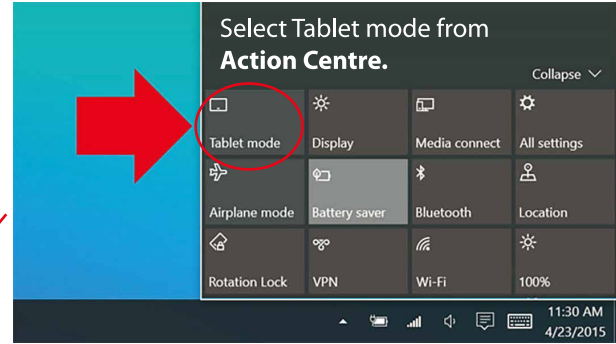 Select Tablet mode from
Action Centre.
Collapse
Tablet mode Display Media connect All settings
Airplane mode Battery saver Bluetooth Location
Rotation Lock VPN Wi-Fi 100%
11:30 AM
4/23/2015